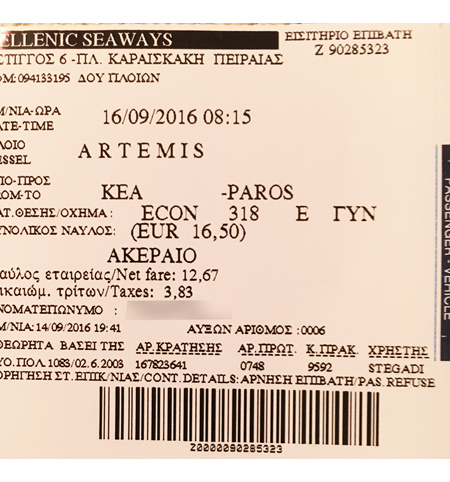 ELLENIC SEAWAYS ΕΙΣΙΤΗΡΙΟ ΕΠΙΒΑΤΗ
Z 90285323
ΣΤΙΓΓΟΣ 6 -ΠΛ. ΚΑΡΑΙΣΚΑΚΗ ΠΕΙΡΑΙΑΣ
ΦΜ:094133195 ΔΟΥ ΠΛΟΙΩΝ
Μ/ΝΙΑ-ΩΡΑ
ATE-TIME 16/09/2016 08:15
ΛΟΙΟ
ESSEL ARTEMIS
ΠΟ-ΠΡΟΣ
ROM-TO KEA -PAROS
ΑΤ.ΘΕΣΗΣ/ΟΧΗΜΑ : ECON 318 E ΓΥΝ
ΥΝΟΛΙΚΟΣ ΝΑΥΛΟΣ: (EUR 16,50)
ΑΚΕΡΑΙΟ
αύλος εταιρείας/Net fare: 12,67
ικαιώμ. τρίτων/Taxes: 3,83
ΝΟΜΑΤΕΠΩΝΥΜΟ :
Μ/ΝΙΑ:14/09/2016 19:41 ΑΥΞΩΝ ΑΡΙΘΜΟΣ :0006
ΘΕΩΡΗΤΑ ΒΑΣΕΙ ΤΗΣ ΑΡ.ΚΡΑΤΗΣΗΣ ΑΡ.ΠΡΩΤ. Κ.ΠΡΑΚ. ΧΡΗΣΤΗΣ
ΥΟ.ΠΟΛ.1083/02.6.2003 167823641 0748 9592 STEGADI
ΟΡΗΓΗΣΗ ΣΤ.ΕΠΙΚ/ΝΙΑΣ/CONT.DETAILS:ΑΡΝΗΣΗ ΕΠΙΒΑΤΗ/PAS.REFUSE
Z0000090285323
PASSENGER - VEHICLE